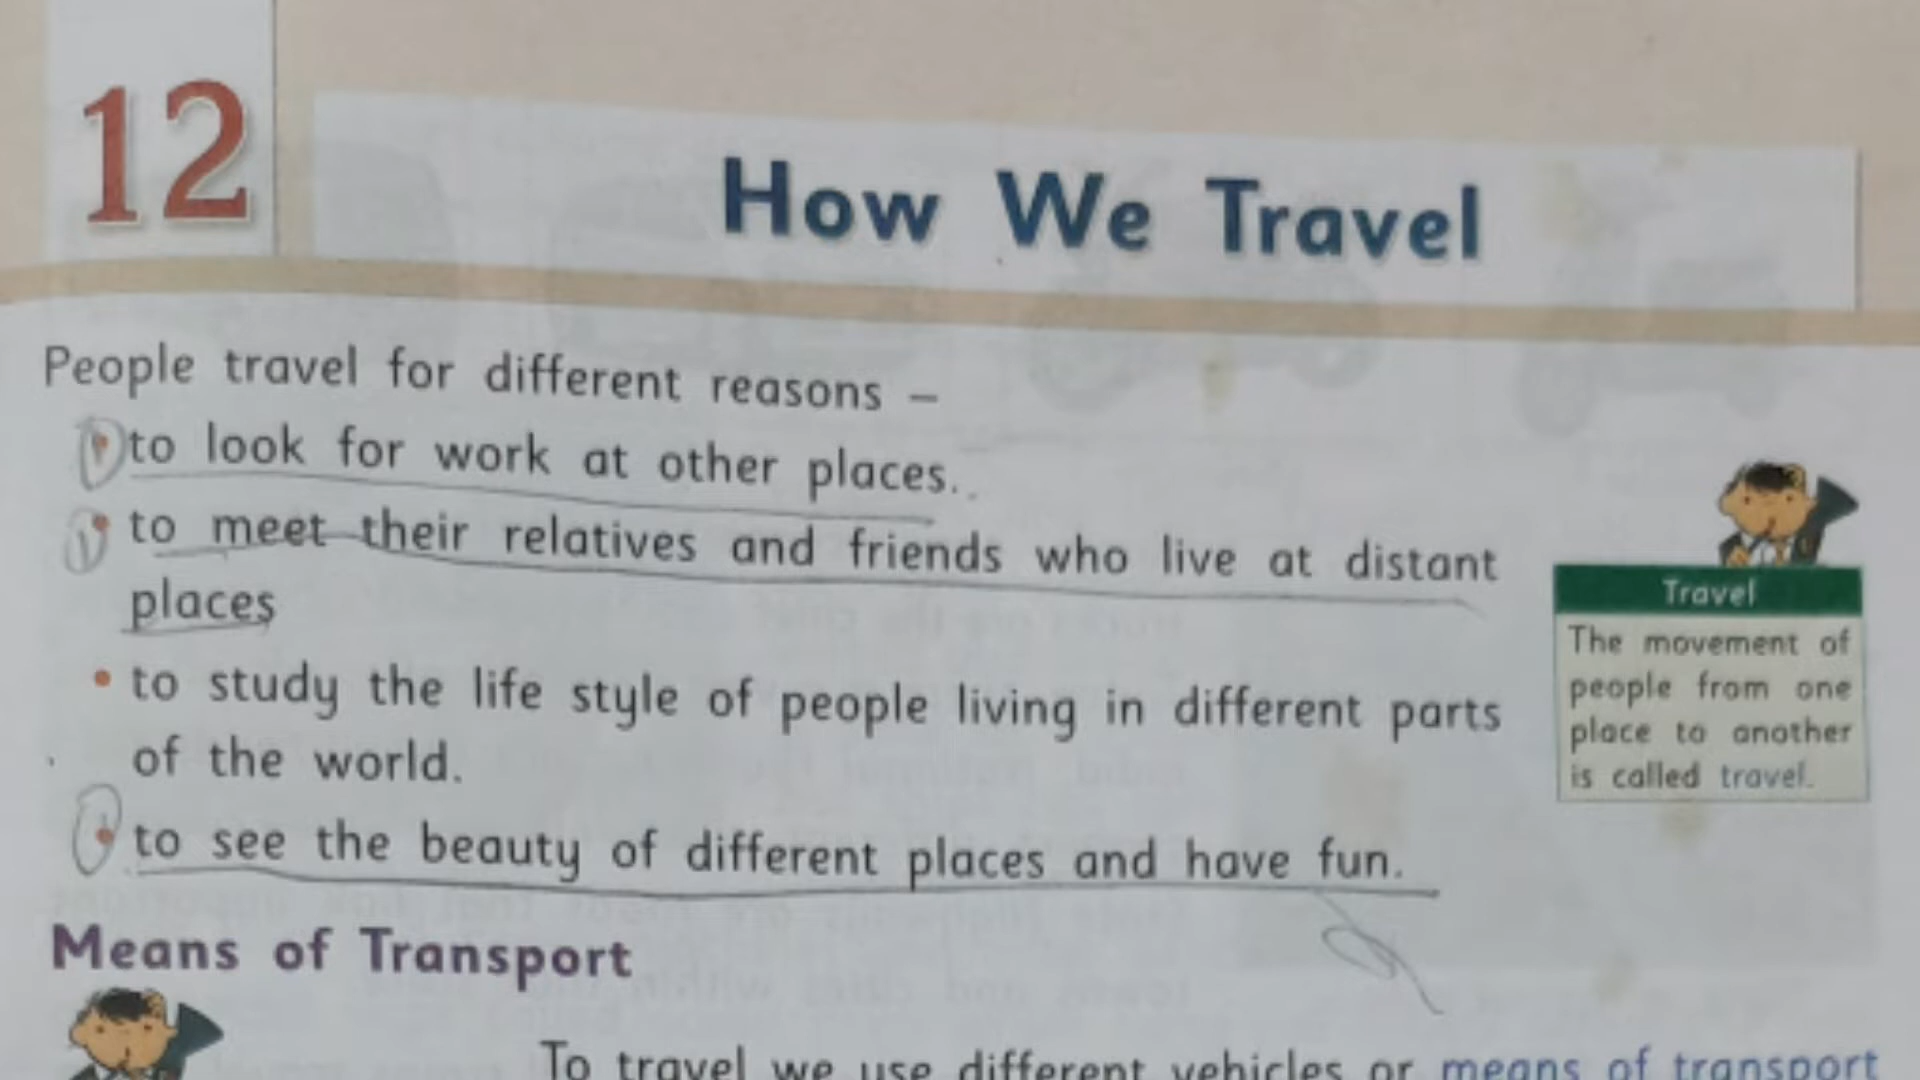 12
How We Travel
People travel for different reasons –
• to look for work at other places.
• to meet their relatives and friends who live at distant
places
• to study the life style of people living in different parts
of the world.
• to see the beauty of different places and have fun.
Travel
The movement of
people from one
place to another
is called travel.
Means of Transport
To travel we use different vehicles or means of transport